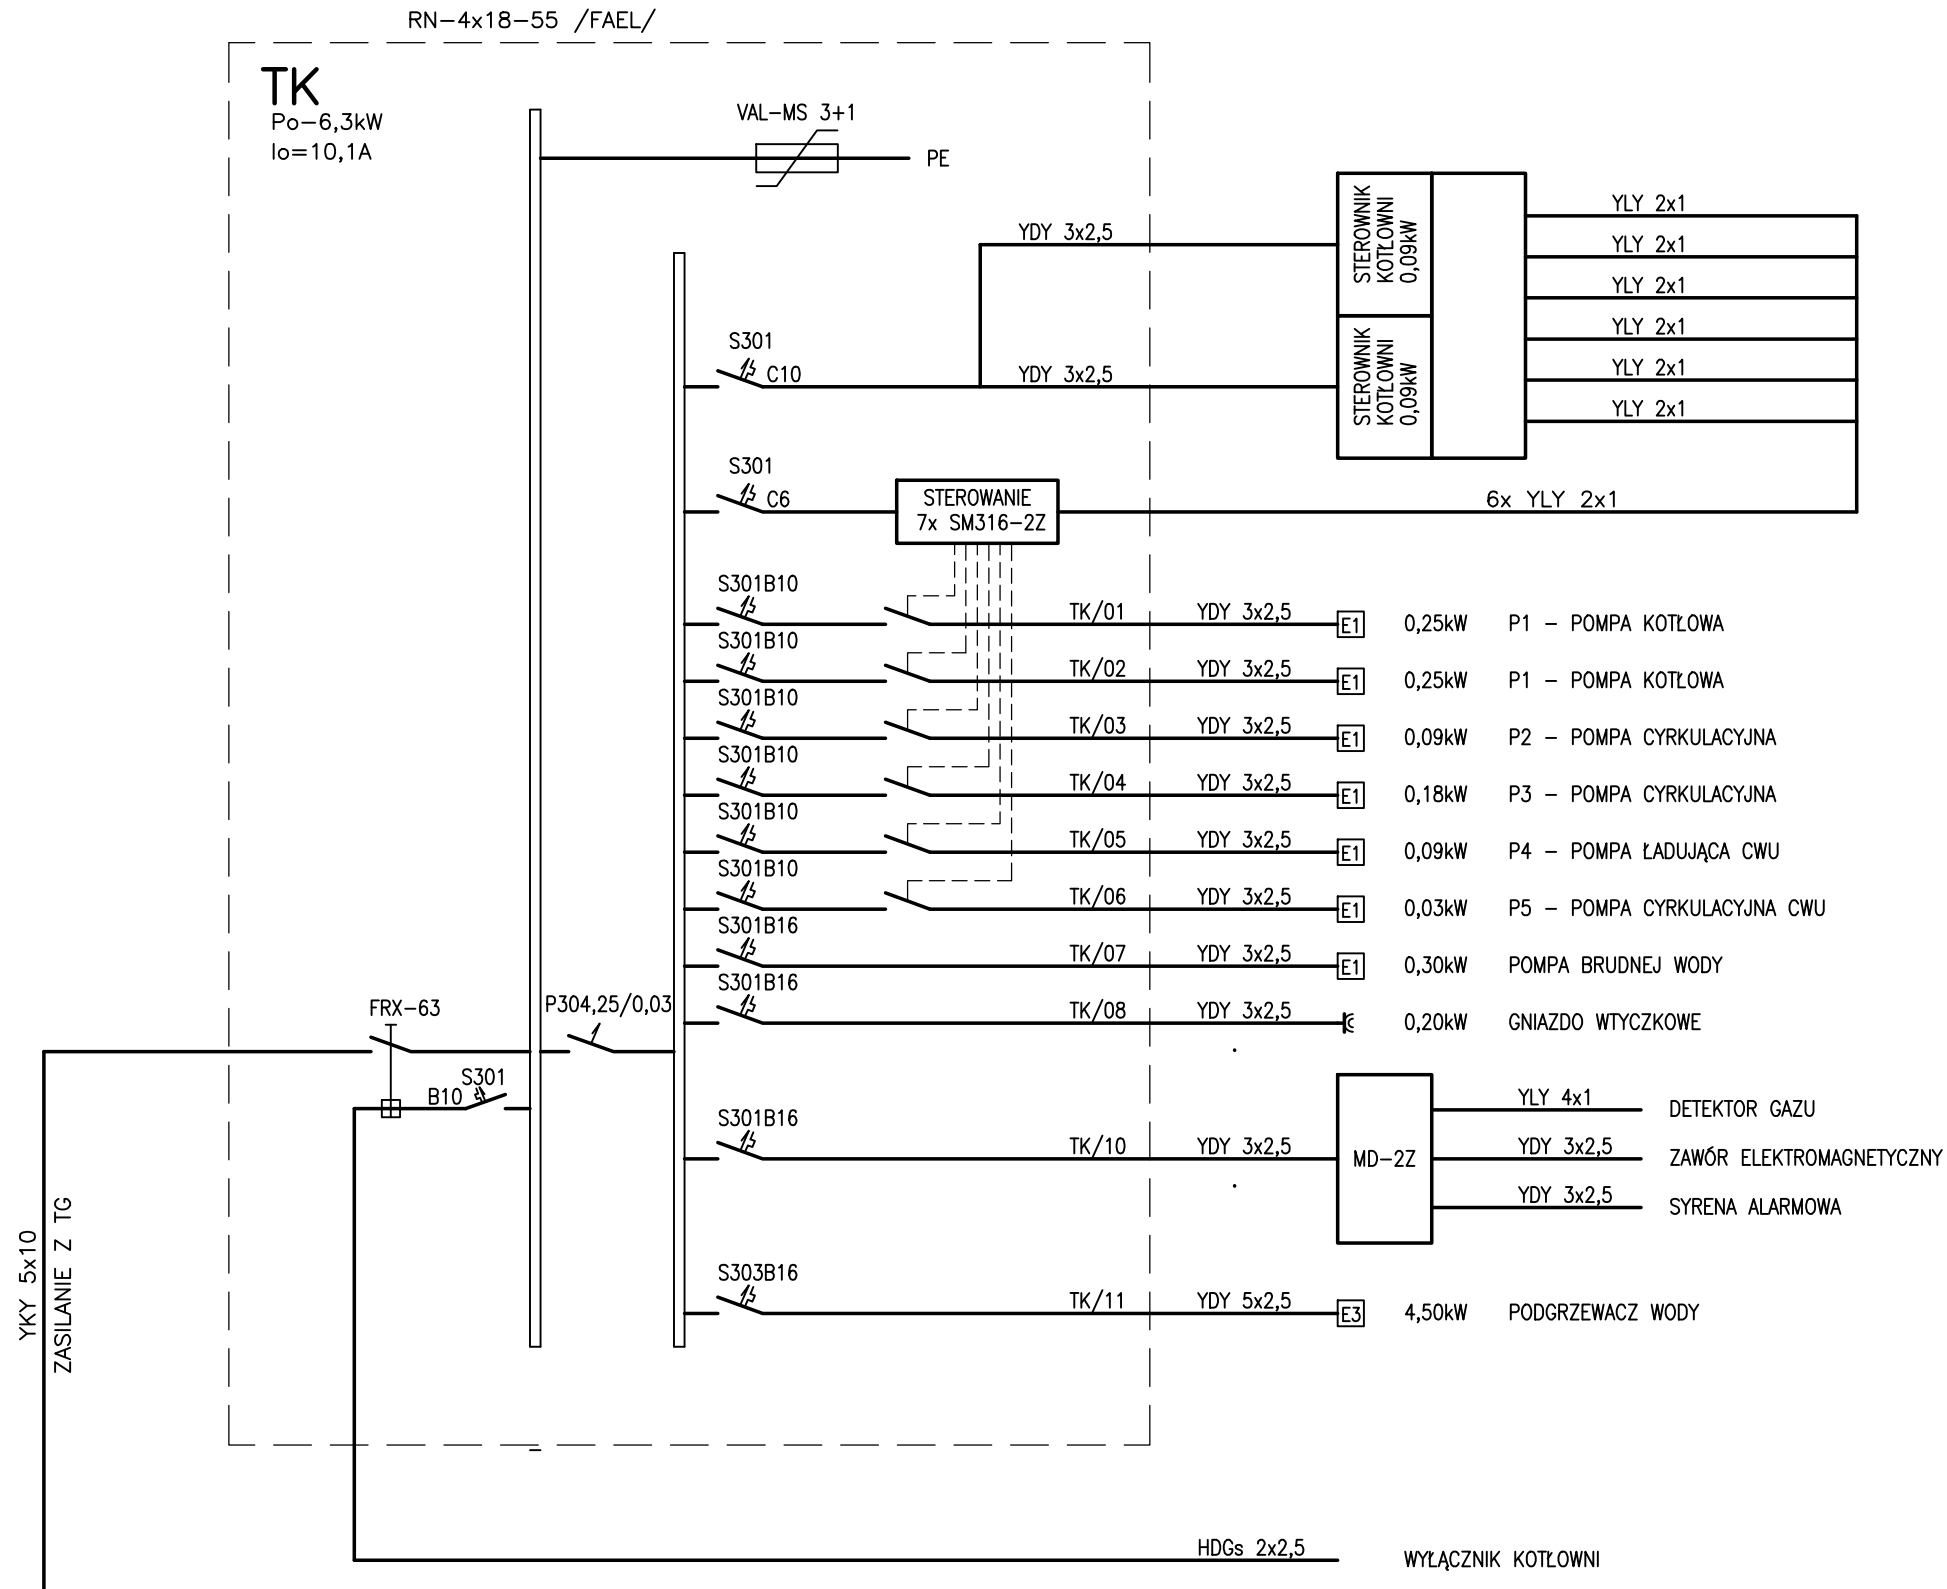 RN-4x18-55 /FAEL/
TK
Po-6,3kW
Io=10,1A
VAL-MS 3+1
PE
YDY 3x2,5
STEROWNIK
KOTŁOWNI
0,09kW
YLY 2x1
YLY 2x1
YLY 2x1
YLY 2x1
YLY 2x1
YLY 2x1
S301
C10
YDY 3x2,5
STEROWNIK
KOTŁOWNI
0,09kW
S301
C6
STEROWANIE
7x SM316-2Z
6x YLY 2x1
S301B10
TK/01 YDY 3x2,5 E1 0,25kW P1 - POMPA KOTŁOWA
S301B10
TK/02 YDY 3x2,5 E1 0,25kW P1 - POMPA KOTŁOWA
S301B10
TK/03 YDY 3x2,5 E1 0,09kW P2 - POMPA CYRKULACYJNA
S301B10
TK/04 YDY 3x2,5 E1 0,18kW P3 - POMPA CYRKULACYJNA
S301B10
TK/05 YDY 3x2,5 E1 0,09kW P4 - POMPA ŁADUJĄCA CWU
S301B10
TK/06 YDY 3x2,5 E1 0,03kW P5 - POMPA CYRKULACYJNA CWU
S301B16
TK/07 YDY 3x2,5 E1 0,30kW POMPA BRUDNEJ WODY
S301B16
TK/08 YDY 3x2,5 0,20kW GNIAZDO WTYCZKOWE
FRX-63
P304,25/0,03
S301
B10
S301B16
TK/10 YDY 3x2,5
MD-2Z
YLY 4x1 DETEKTOR GAZU
YDY 3x2,5 ZAWÓR ELEKTROMAGNETYCZNY
YDY 3x2,5 SYRENA ALARMOWA
YKY 5x10
ZASILANIE Z TG
S303B16
TK/11 YDY 5x2,5 E3 4,50kW PODGRZEWACZ WODY
HDGs 2x2,5 WYŁĄCZNIK KOTŁOWNI